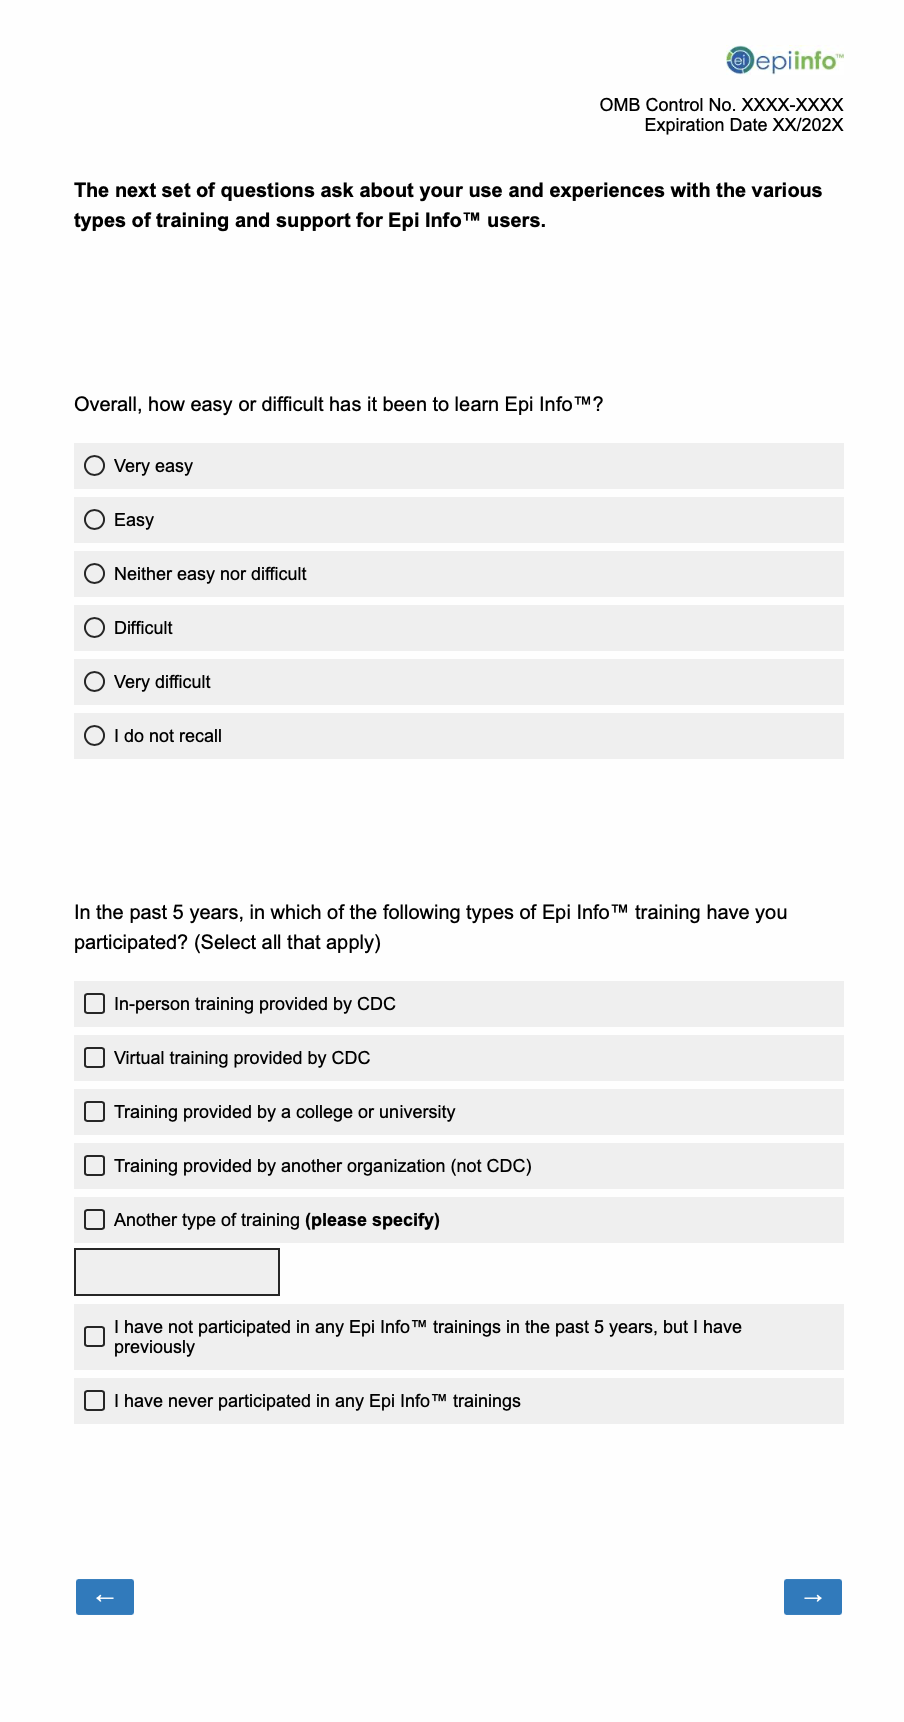 ei epiinfo™
OMB Control No. XXXX-XXXX
Expiration Date XX/202X
The next set of questions ask about your use and experiences with the various
types of training and support for Epi Info™ users.
Overall, how easy or difficult has it been to learn Epi Info™?
Very easy
Easy
Neither easy nor difficult
Difficult
Very difficult
I do not recall
In the past 5 years, in which of the following types of Epi Info™ training have you
participated? (Select all that apply)
In-person training provided by CDC
Virtual training provided by CDC
Training provided by a college or university
Training provided by another organization (not CDC)
Another type of training (please specify)
I have not participated in any Epi Info™ trainings in the past 5 years, but I have
previously
I have never participated in any Epi Info™ trainings
← →